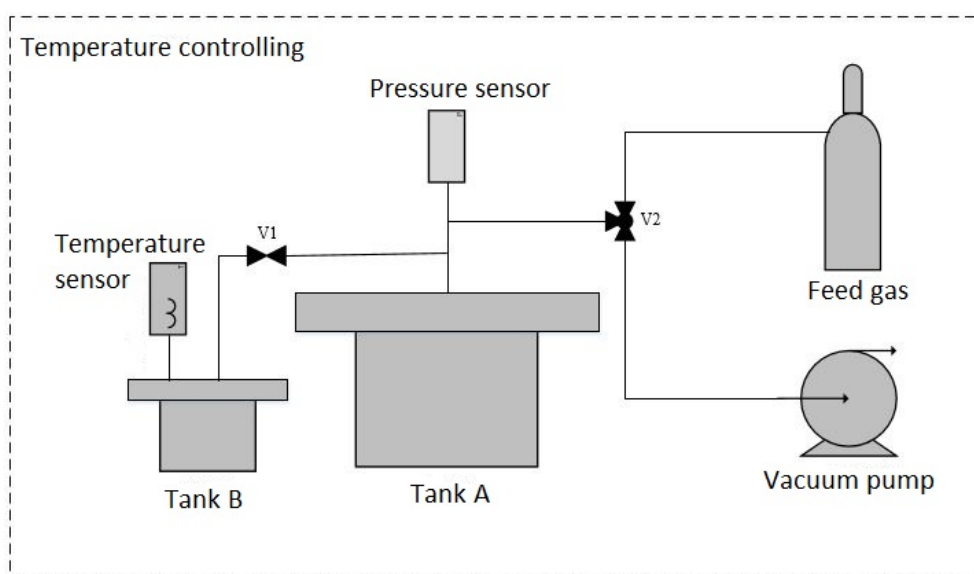 Temperature controlling
Pressure sensor
V2
V1
Temperature
sensor
Feed gas
Tank B
Tank A
Vacuum pump